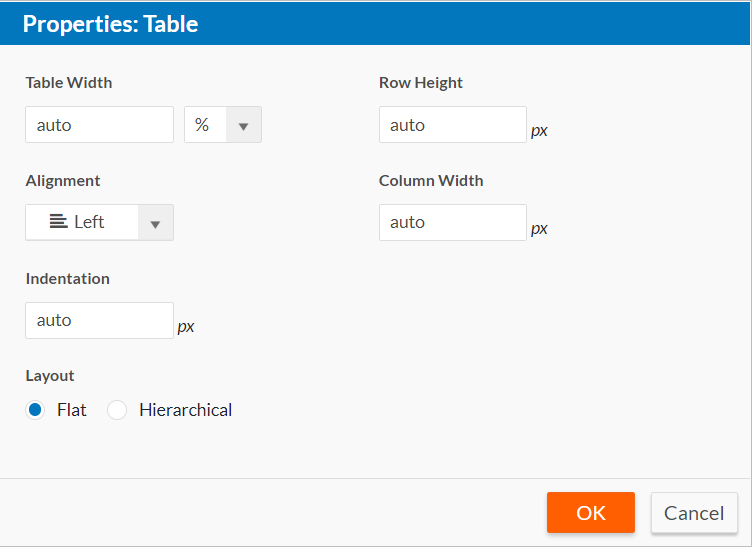 Properties: Table
Table Width
Row Height
auto
%
auto
px
Alignment
Column Width
Left
auto
px
Indentation
auto
px
Layout
Flat
Hierarchical
OK
Cancel